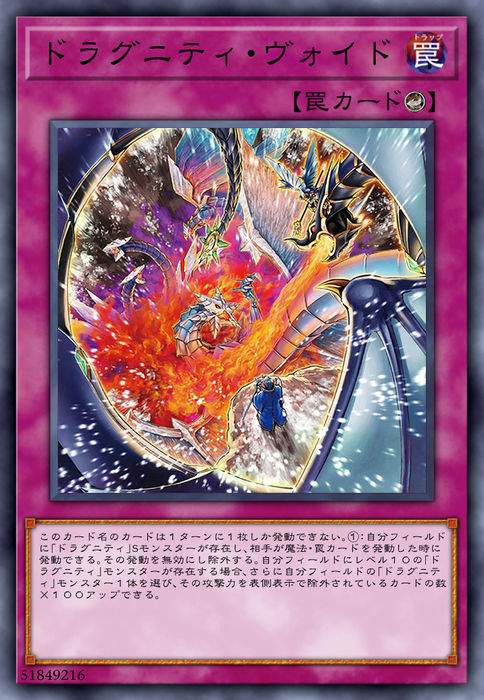 ドラグニティ・ヴォイド
トラップ
罠
【罠カード】
このカード名のカードは１ターンに１枚しか発動できない。①：自分フィールド
に「ドラグニティ」Sモンスターが存在し、相手が魔法・罠カードを発動した時に
発動できる。その発動を無効にし除外する。自分フィールドにレベル１０の「ド
ラグニティ」モンスターが存在する場合、さらに自分フィールドの「ドラグニテ
ィ」モンスター１体を選び、その攻撃力を表側表示で除外されているカードの数
×１００アップできる。
51849216